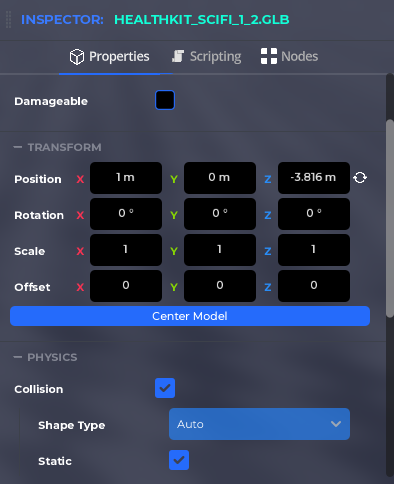 INSPECTOR: HEALTHKIT_SCIFI_1_2.GLB
Properties Scripting Nodes
Damageable
TRANSFORM
Position X 1 m Y 0 m Z -3.816 m
Rotation X 0 ° Y 0 ° Z 0 °
Scale X 1 Y 1 Z 1
Offset X 0 Y 0 Z 0
Center Model
PHYSICS
Collision
Shape Type Auto
Static